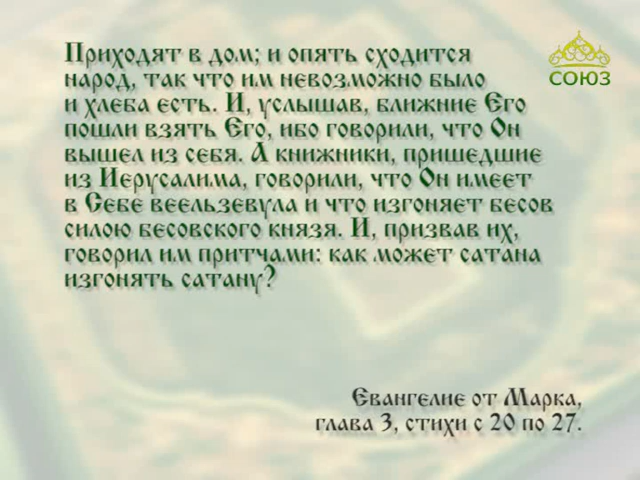 СОЮЗ
Приходят в дом; и опять сходится
народ, так что им невозможно было
и хлеба есть. И, услышав, ближние Его
пошли взять Его, ибо говорили, что Он
вышел из себя. А книжники, пришедшие
из Иерусалима, говорили, что Он имеет
в Себе веельзевула и что изгоняет бесов
силою бесовского князя. И, призвав их,
говорил им притчами: как может сатана
изгонять сатану?
Евангелие от Марка,
глава 3, стихи с 20 по 27.